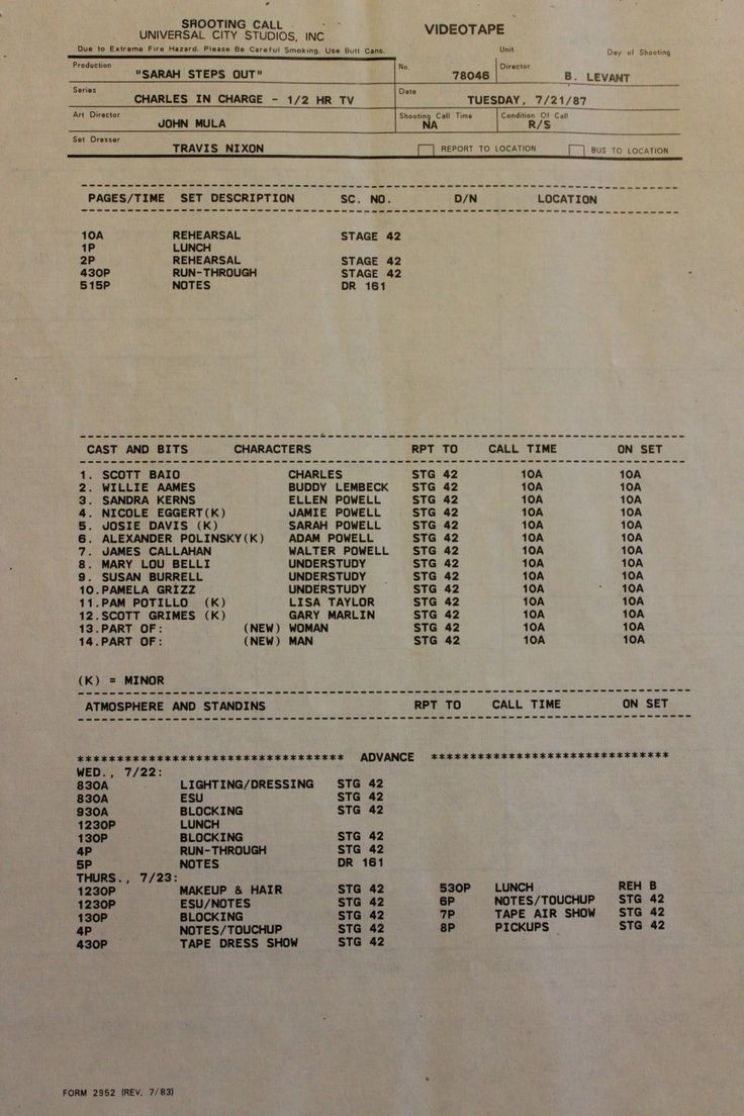 SHOOTING CALL
UNIVERSAL CITY STUDIOS, INC
VIDEOTAPE
Due to Extreme Fire Hazard. Please Be Careful Smoking. Use Butt Cans.
Unit
Day of Shooting
Production
"SARAH STEPS OUT"
No.
78046
Director
B. LEVANT
Series
CHARLES IN CHARGE - 1/2 HR TV
Date
TUESDAY, 7/21/87
Art Director
JOHN MULA
Shooting Call Time
NA
Condition Of Call
R/S
Set Dresser
TRAVIS NIXON
REPORT TO LOCATION
BUS TO LOCATION
PAGES/TIME SET DESCRIPTION SC. NO. D/N LOCATION
10A REHEARSAL STAGE 42
1P LUNCH
2P REHEARSAL STAGE 42
430P RUN-THROUGH STAGE 42
515P NOTES DR 161
CAST AND BITS CHARACTERS RPT TO CALL TIME ON SET
1. SCOTT BAIO CHARLES STG 42 10A 10A
2. WILLIE AAMES BUDDY LEMBECK STG 42 10A 10A
3. SANDRA KERNS ELLEN POWELL STG 42 10A 10A
4. NICOLE EGGERT(K) JAMIE POWELL STG 42 10A 10A
5. JOSIE DAVIS (K) SARAH POWELL STG 42 10A 10A
6. ALEXANDER POLINSKY(K) ADAM POWELL STG 42 10A 10A
7. JAMES CALLAHAN WALTER POWELL STG 42 10A 10A
8. MARY LOU BELLI UNDERSTUDY STG 42 10A 10A
9. SUSAN BURRELL UNDERSTUDY STG 42 10A 10A
10.PAMELA GRIZZ UNDERSTUDY STG 42 10A 10A
11.PAM POTILLO (K) LISA TAYLOR STG 42 10A 10A
12.SCOTT GRIMES (K) GARY MARLIN STG 42 10A 10A
13.PART OF: (NEW) WOMAN STG 42 10A 10A
14.PART OF: (NEW) MAN STG 42 10A 10A
(K) = MINOR
ATMOSPHERE AND STANDINS RPT TO CALL TIME ON SET
********************************** ADVANCE *******************************
WED., 7/22:
830A LIGHTING/DRESSING STG 42
830A ESU STG 42
930A BLOCKING STG 42
1230P LUNCH
130P BLOCKING STG 42
4P RUN-THROUGH STG 42
5P NOTES DR 161
THURS., 7/23:
1230P MAKEUP & HAIR STG 42 530P LUNCH REH B
1230P ESU/NOTES STG 42 6P NOTES/TOUCHUP STG 42
130P BLOCKING STG 42 7P TAPE AIR SHOW STG 42
4P NOTES/TOUCHUP STG 42 8P PICKUPS STG 42
430P TAPE DRESS SHOW STG 42
FORM 2952 (REV. 7/83)